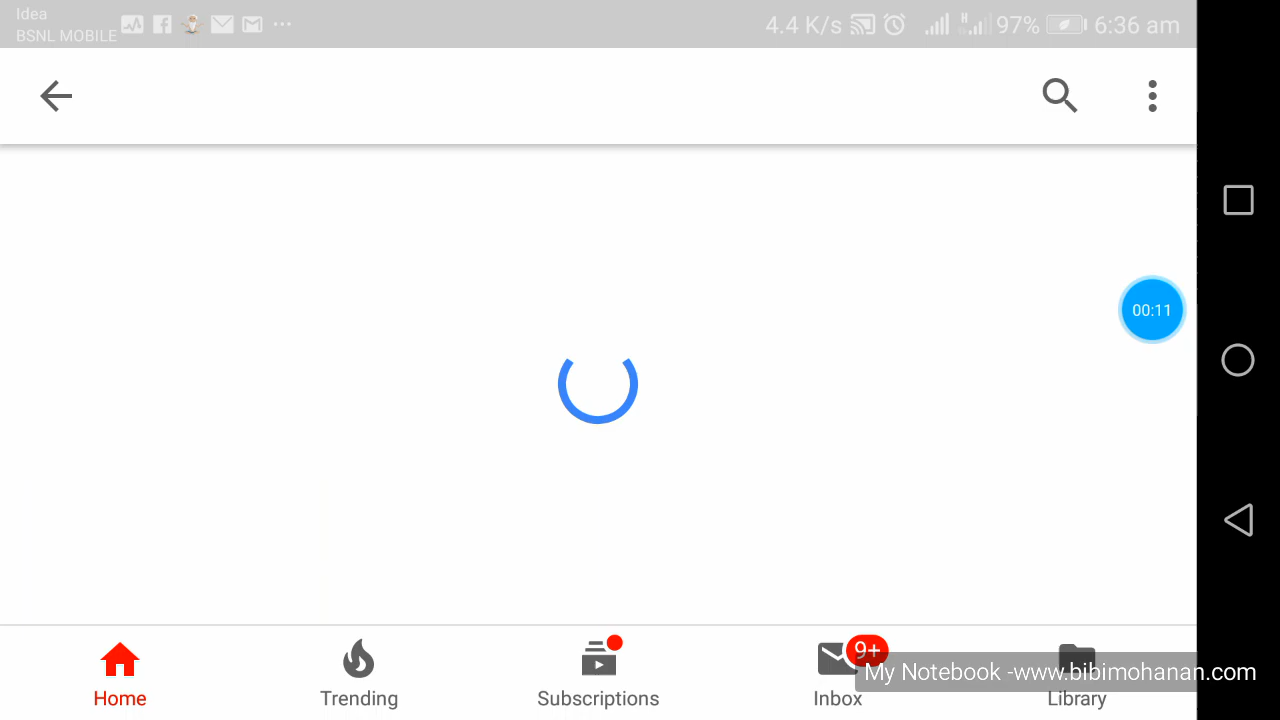 Idea
BSNL MOBILE
4.4 K/s
H
97%
6:36 am
00:11
9+
Home
Trending
Subscriptions
Inbox
Library
My Notebook -www.bibimohanan.com